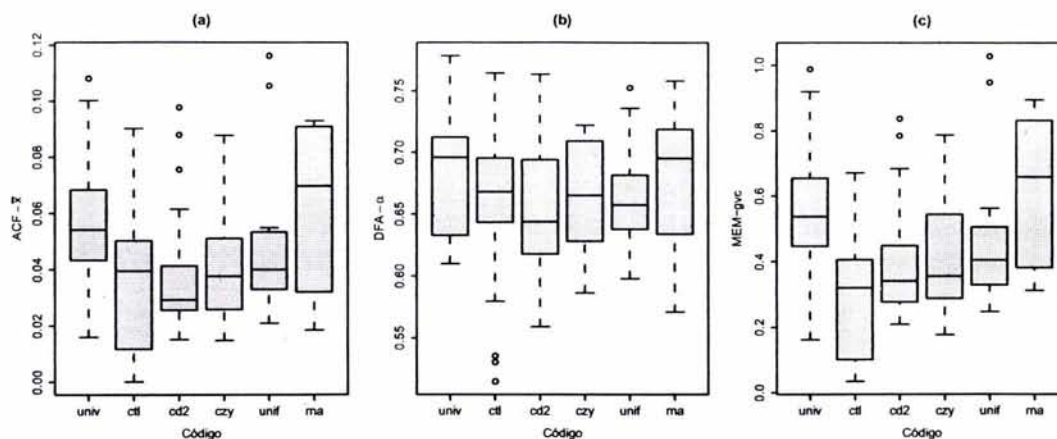 (a)
ACF - x̅
0.00 0.02 0.04 0.06 0.08 0.10 0.12
univ ctl cd2 czy unif ma
Código
(b)
DFA - α
0.55 0.60 0.65 0.70 0.75
univ ctl cd2 czy unif ma
Código
(c)
MEM-gvc
0.0 0.2 0.4 0.6 0.8 1.0
univ ctl cd2 czy unif ma
Código